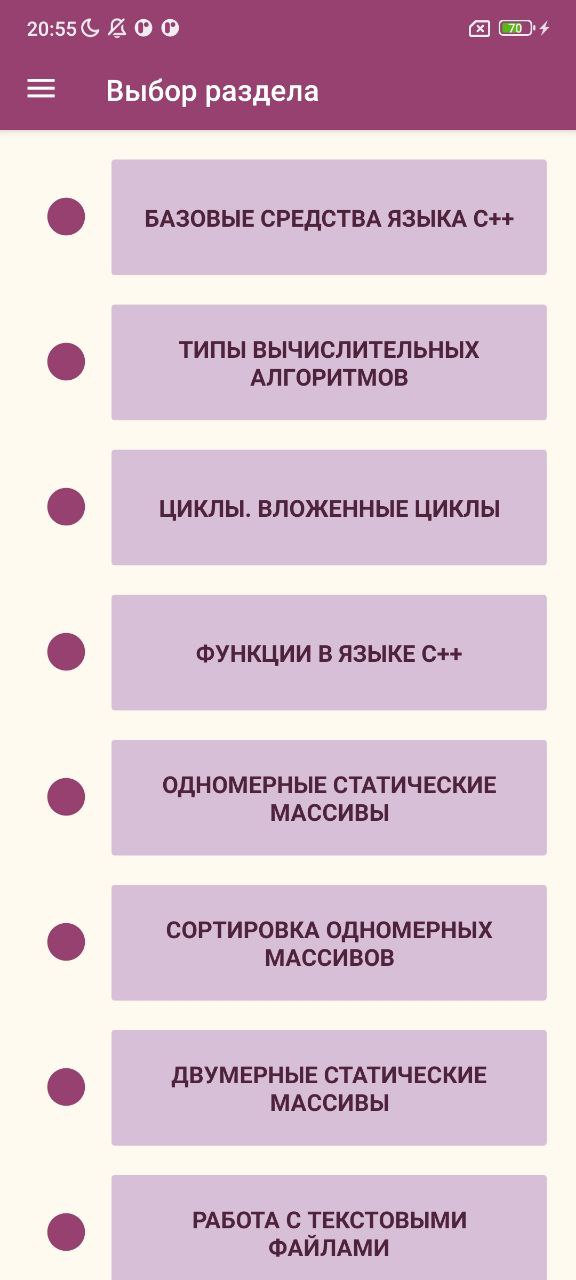 20:55
70
Выбор раздела
БАЗОВЫЕ СРЕДСТВА ЯЗЫКА C++
ТИПЫ ВЫЧИСЛИТЕЛЬНЫХ
АЛГОРИТМОВ
ЦИКЛЫ. ВЛОЖЕННЫЕ ЦИКЛЫ
ФУНКЦИИ В ЯЗЫКЕ C++
ОДНОМЕРНЫЕ СТАТИЧЕСКИЕ
МАССИВЫ
СОРТИРОВКА ОДНОМЕРНЫХ
МАССИВОВ
ДВУМЕРНЫЕ СТАТИЧЕСКИЕ
МАССИВЫ
РАБОТА С ТЕКСТОВЫМИ
ФАЙЛАМИ